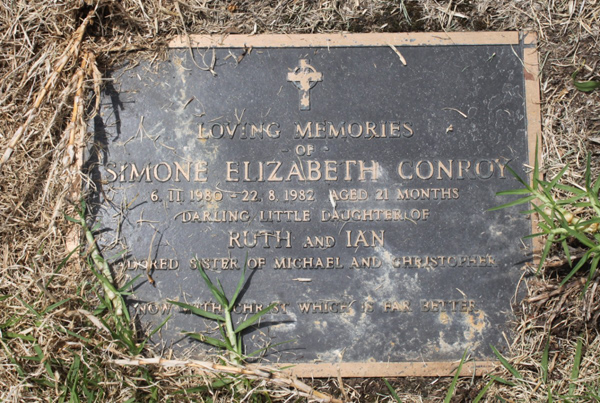 LOVING MEMORIES
OF
SIMONE ELIZABETH CONROY
6.11.1980 - 22.8.1982 AGED 21 MONTHS
DARLING LITTLE DAUGHTER OF
RUTH AND IAN
ADORED SISTER OF MICHAEL AND CHRISTOPHER
NOW WITH CHRIST WHICH IS FAR BETTER